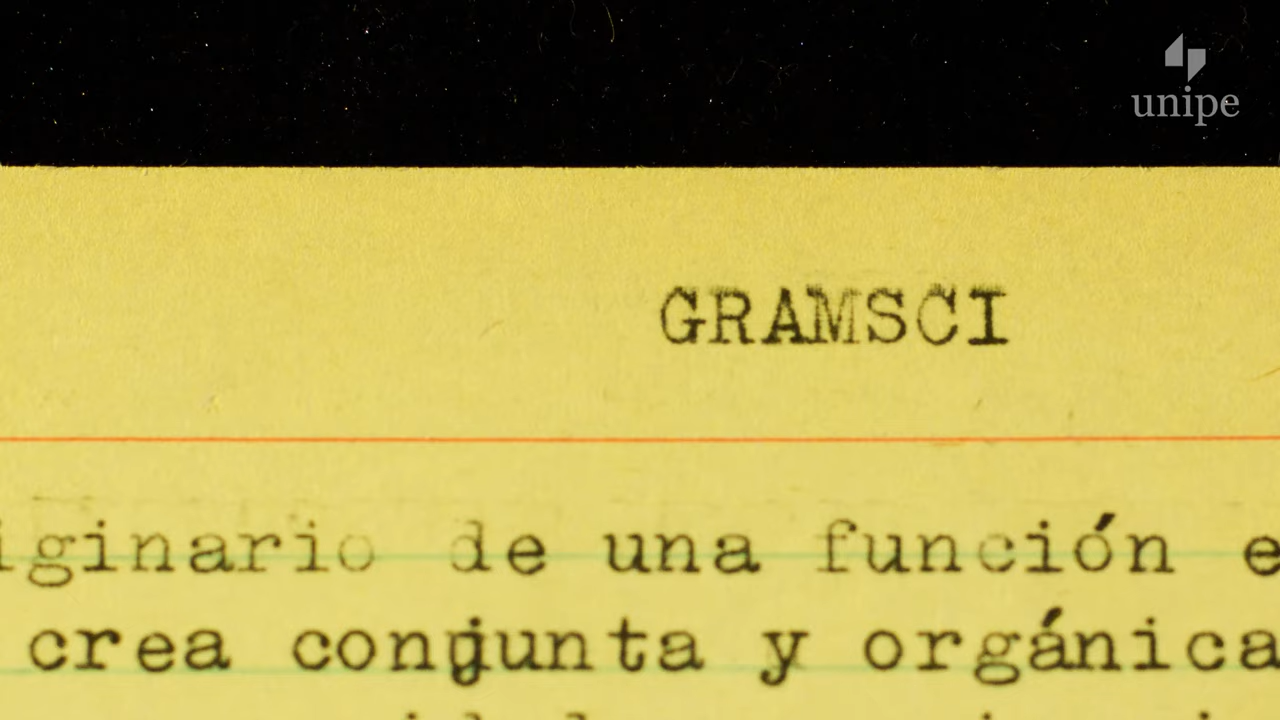 unipe
GRAMSCI
iginario de una función e
crea conjunta y orgánica